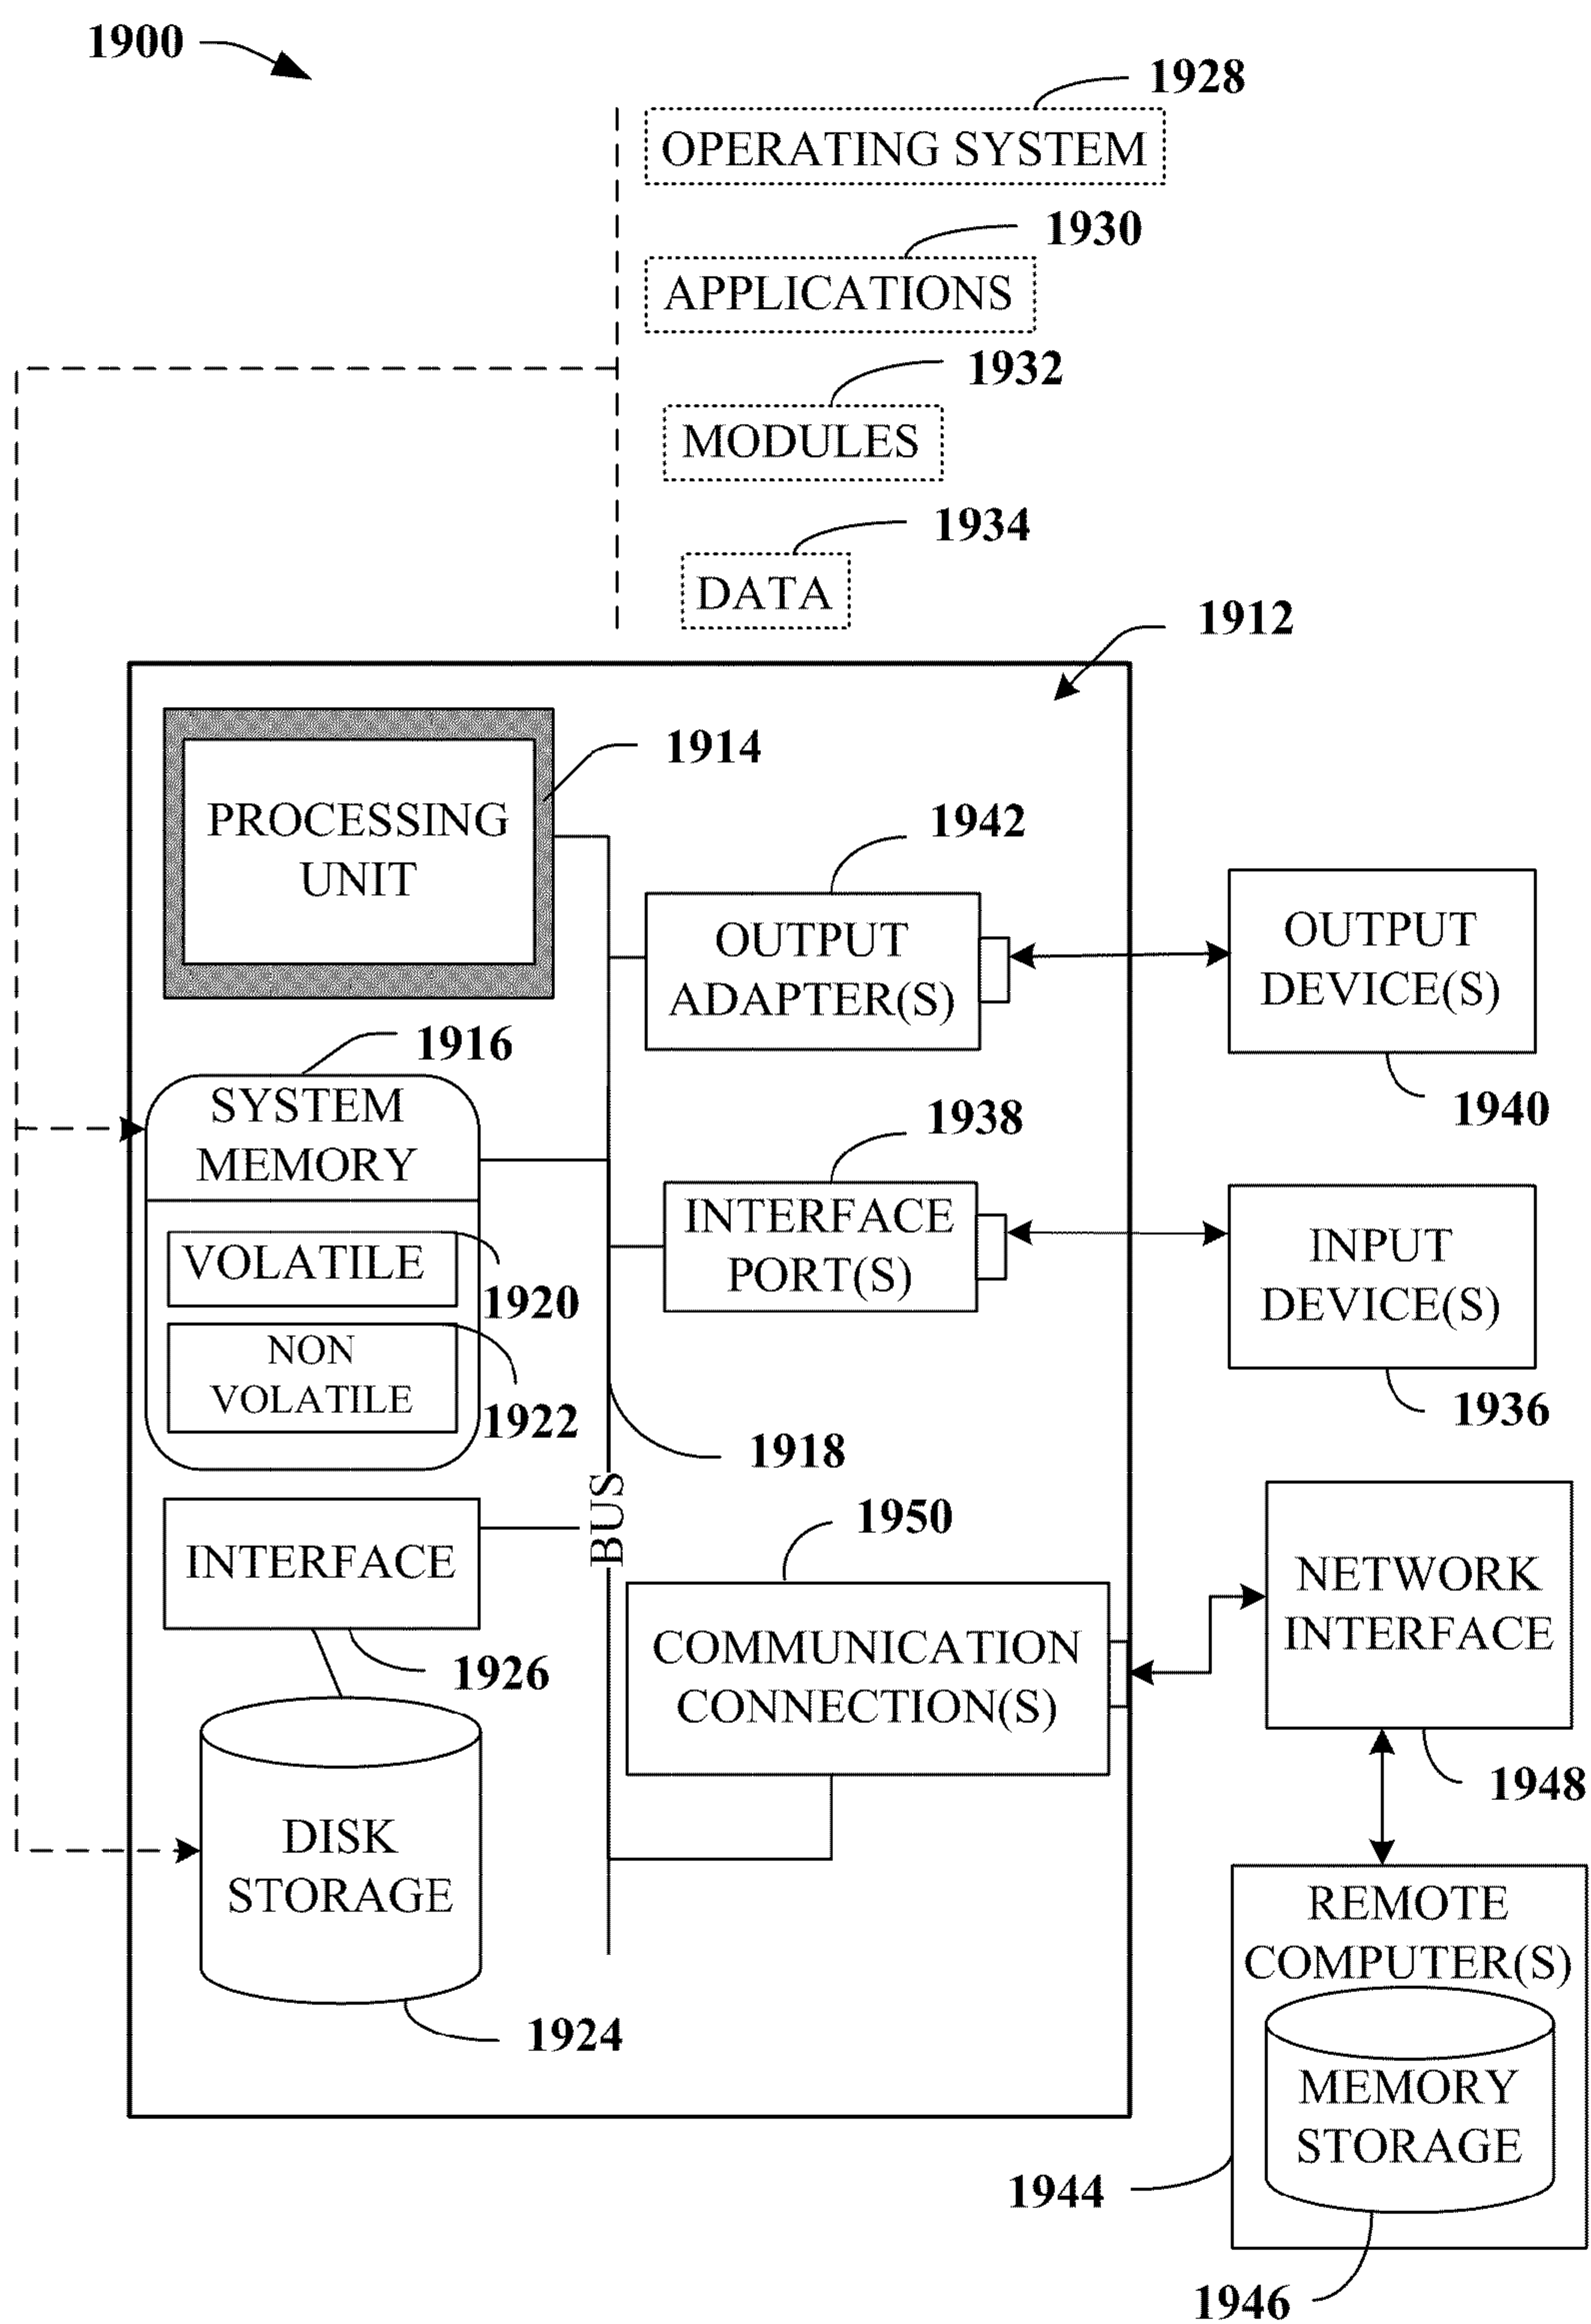 1900
1928
OPERATING SYSTEM
1930
APPLICATIONS
1932
MODULES
1934
DATA
1912
PROCESSING
UNIT
1914
1942
OUTPUT
ADAPTER(S)
OUTPUT
DEVICE(S)
1940
1916
SYSTEM
MEMORY
VOLATILE
1920
NON
VOLATILE
1922
1938
INTERFACE
PORT(S)
INPUT
DEVICE(S)
1936
1918
BUS
INTERFACE
1926
1950
COMMUNICATION
CONNECTION(S)
NETWORK
INTERFACE
1948
DISK
STORAGE
1924
REMOTE
COMPUTER(S)
MEMORY
STORAGE
1944
1946